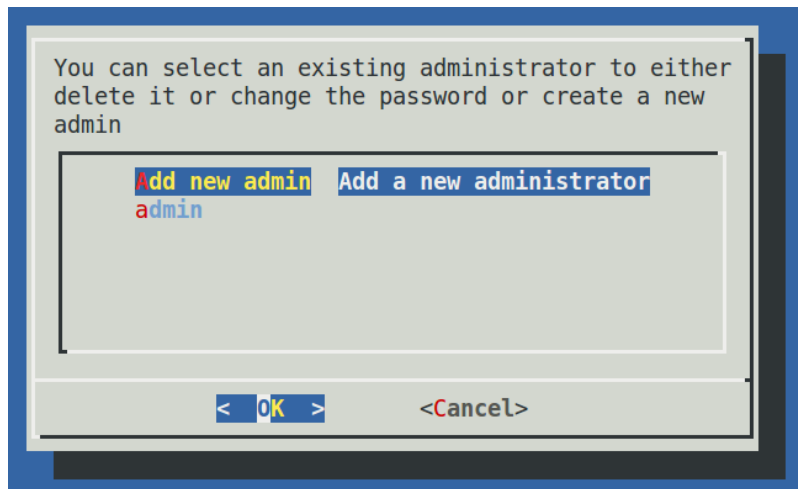 You can select an existing administrator to either
delete it or change the password or create a new
admin
Add new admin  Add a new administrator
admin
<  OK  >  <Cancel>